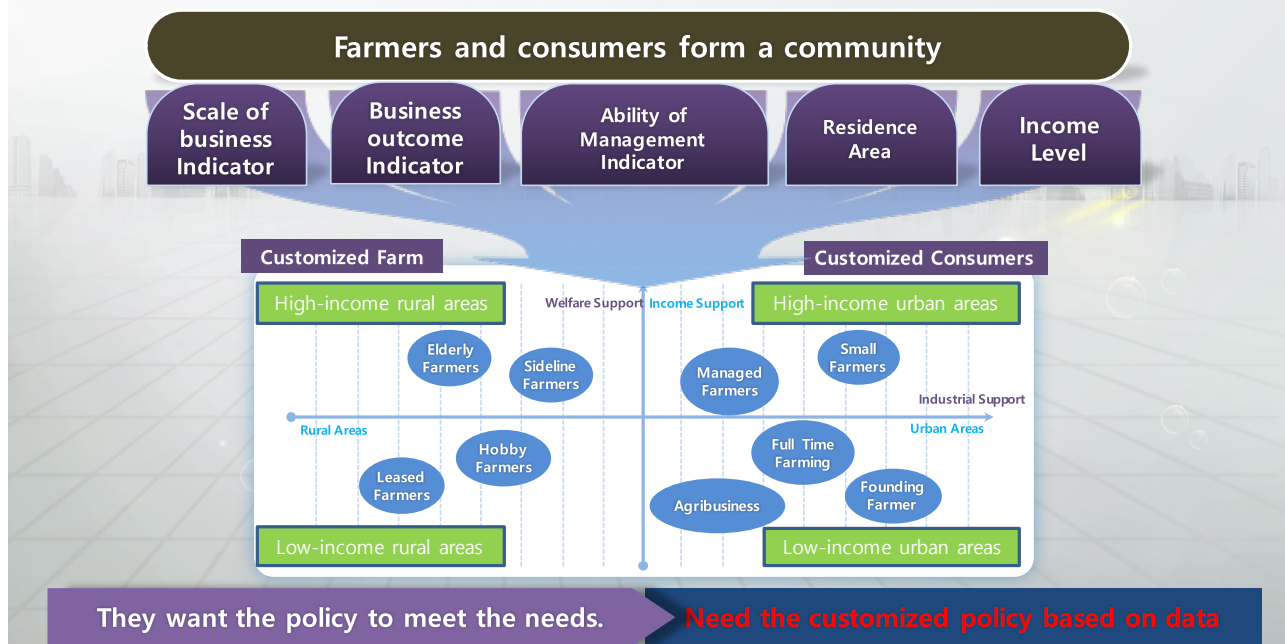 Farmers and consumers form a community
Scale of
business
Indicator
Business
outcome
Indicator
Ability of
Management
Indicator
Residence
Area
Income
Level
Customized Farm
Customized Consumers
High-income rural areas
Welfare Support
Income Support
High-income urban areas
Elderly
Farmers
Sideline
Farmers
Managed
Farmers
Small
Farmers
Industrial Support
Rural Areas
Urban Areas
Leased
Farmers
Hobby
Farmers
Full Time
Farming
Agribusiness
Founding
Farmer
Low-income rural areas
Low-income urban areas
They want the policy to meet the needs.
Need the customized policy based on data